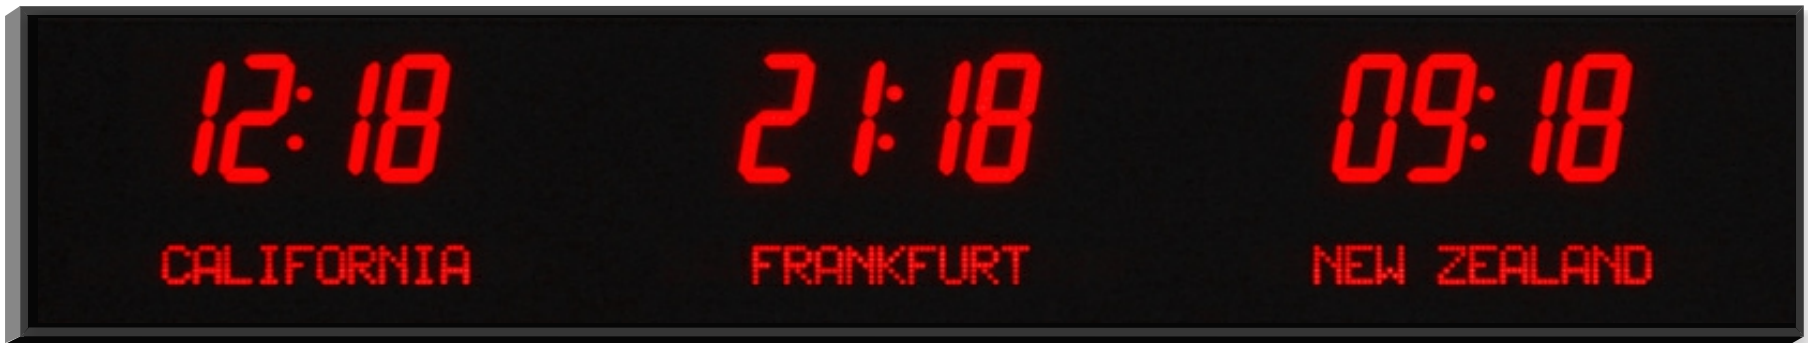 12:18 21:18 09:18
CALIFORNIA FRANKFURT NEW ZEALAND